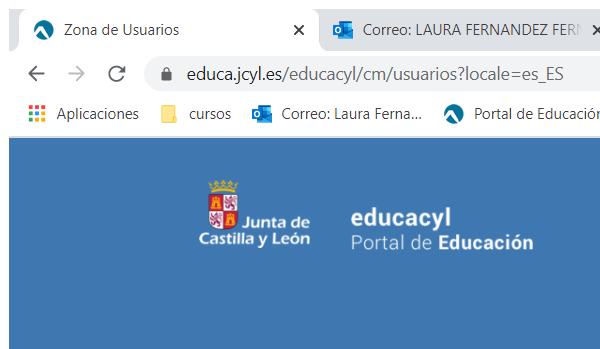 Zona de Usuarios
Correo: LAURA FERNANDEZ FERN
educa.jcyl.es/educacyl/cm/usuarios?locale=es_ES
Aplicaciones
cursos
Correo: Laura Ferna...
Portal de Educación
Junta de
Castilla y León
educacyl
Portal de Educación